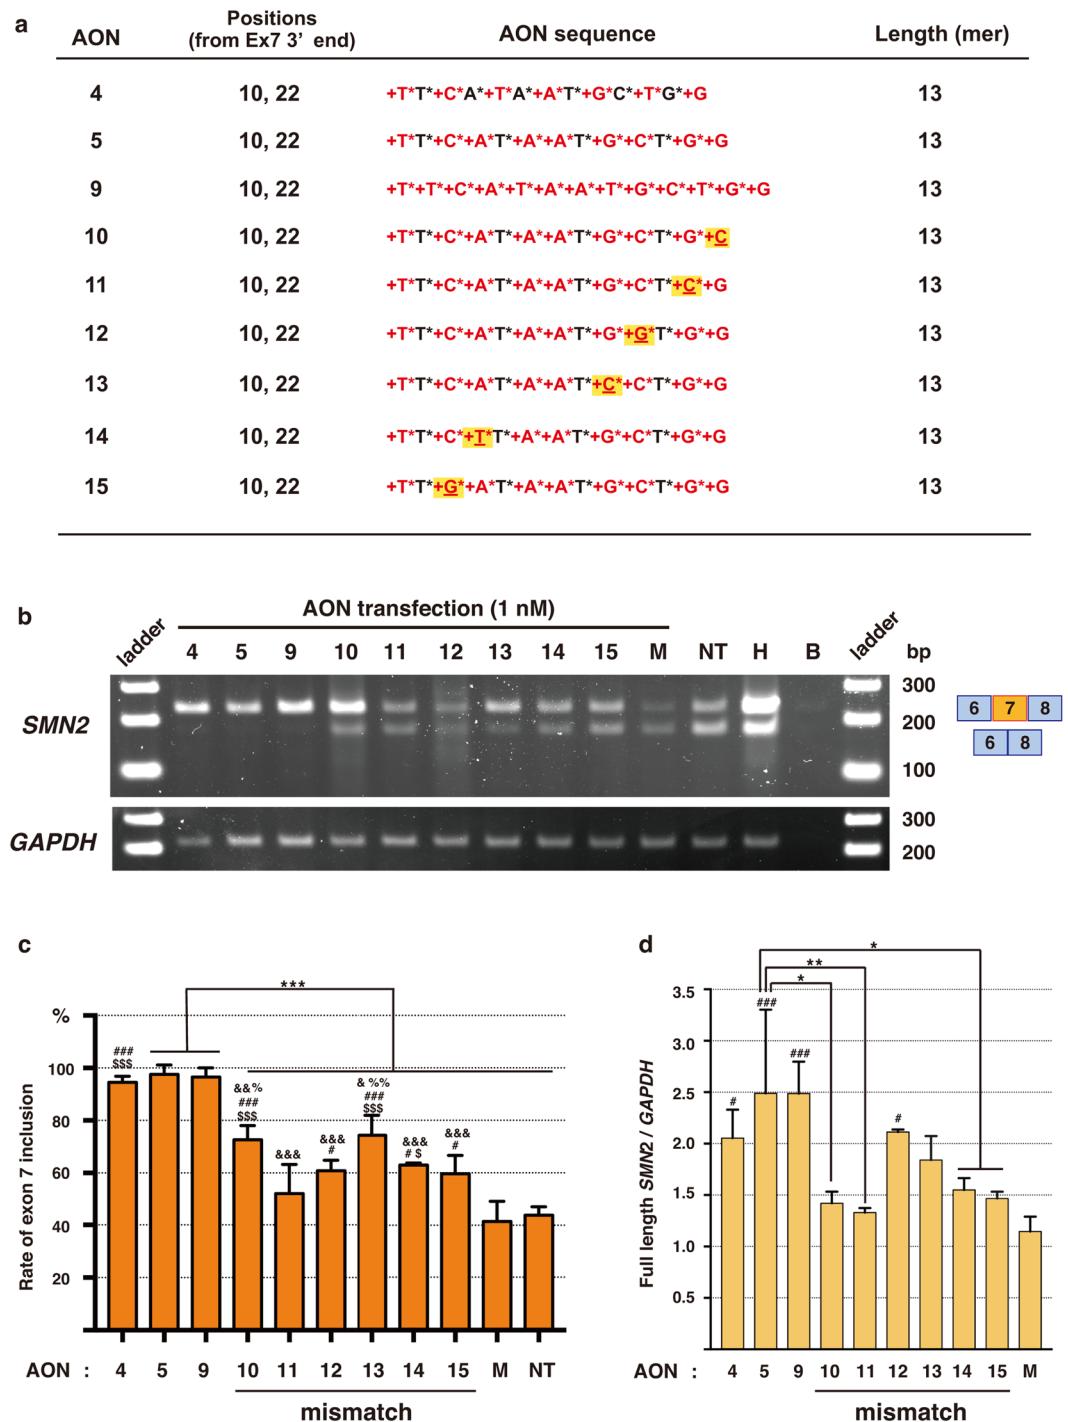 a
AON Positions (from Ex7 3’ end) AON sequence Length (mer)
4 10, 22 +T*T*+C*A*+T*A*+A*T*+G*C*+T*G*+G 13
5 10, 22 +T*T*+C*+A*T*+A*+A*T*+G*+C*T*+G*+G 13
9 10, 22 +T*+T*+C*+A*+T*+A*+A*+T*+G*+C*+T*+G*+G 13
10 10, 22 +T*T*+C*+A*T*+A*+A*T*+G*+C*T*+G*+C 13
11 10, 22 +T*T*+C*+A*T*+A*+A*T*+G*+C*T*+C*+G 13
12 10, 22 +T*T*+C*+A*T*+A*+A*T*+G*+G*T*+G*+G 13
13 10, 22 +T*T*+C*+A*T*+A*+A*T*+C*+C*T*+G*+G 13
14 10, 22 +T*T*+C*+T*T*+A*+A*T*+G*+C*T*+G*+G 13
15 10, 22 +T*T*+G*+A*T*+A*+A*T*+G*+C*T*+G*+G 13
b
AON transfection (1 nM)
ladder 4 5 9 10 11 12 13 14 15 M NT H B ladder bp
SMN2
300
200
100
6 7 8
6 8
GAPDH
300
200
c
%
***
Rate of exon 7 inclusion
100
80
60
40
20
###
$$$
&&%
###
$$$
&&&
&&&
#
& %%
###
$$$
&&&
# $
&&&
#
AON : 4 5 9 10 11 12 13 14 15 M NT
mismatch
d
*
**
*
Full length SMN2 / GAPDH
3.5
3.0
2.5
2.0
1.5
1.0
0.5
#
###
###
#
AON : 4 5 9 10 11 12 13 14 15 M
mismatch